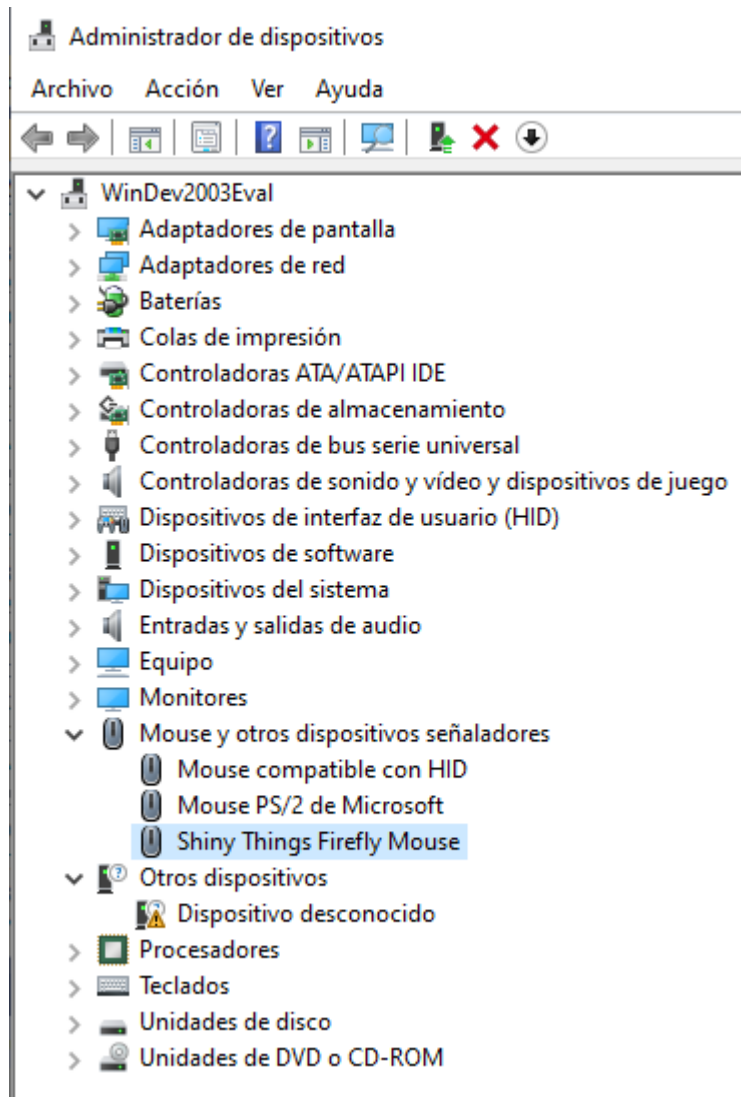 Administrador de dispositivos
Archivo Acción Ver Ayuda
WinDev2003Eval
Adaptadores de pantalla
Adaptadores de red
Baterías
Colas de impresión
Controladoras ATA/ATAPI IDE
Controladoras de almacenamiento
Controladoras de bus serie universal
Controladoras de sonido y vídeo y dispositivos de juego
Dispositivos de interfaz de usuario (HID)
Dispositivos de software
Dispositivos del sistema
Entradas y salidas de audio
Equipo
Monitores
Mouse y otros dispositivos señaladores
Mouse compatible con HID
Mouse PS/2 de Microsoft
Shiny Things Firefly Mouse
Otros dispositivos
Dispositivo desconocido
Procesadores
Teclados
Unidades de disco
Unidades de DVD o CD-ROM